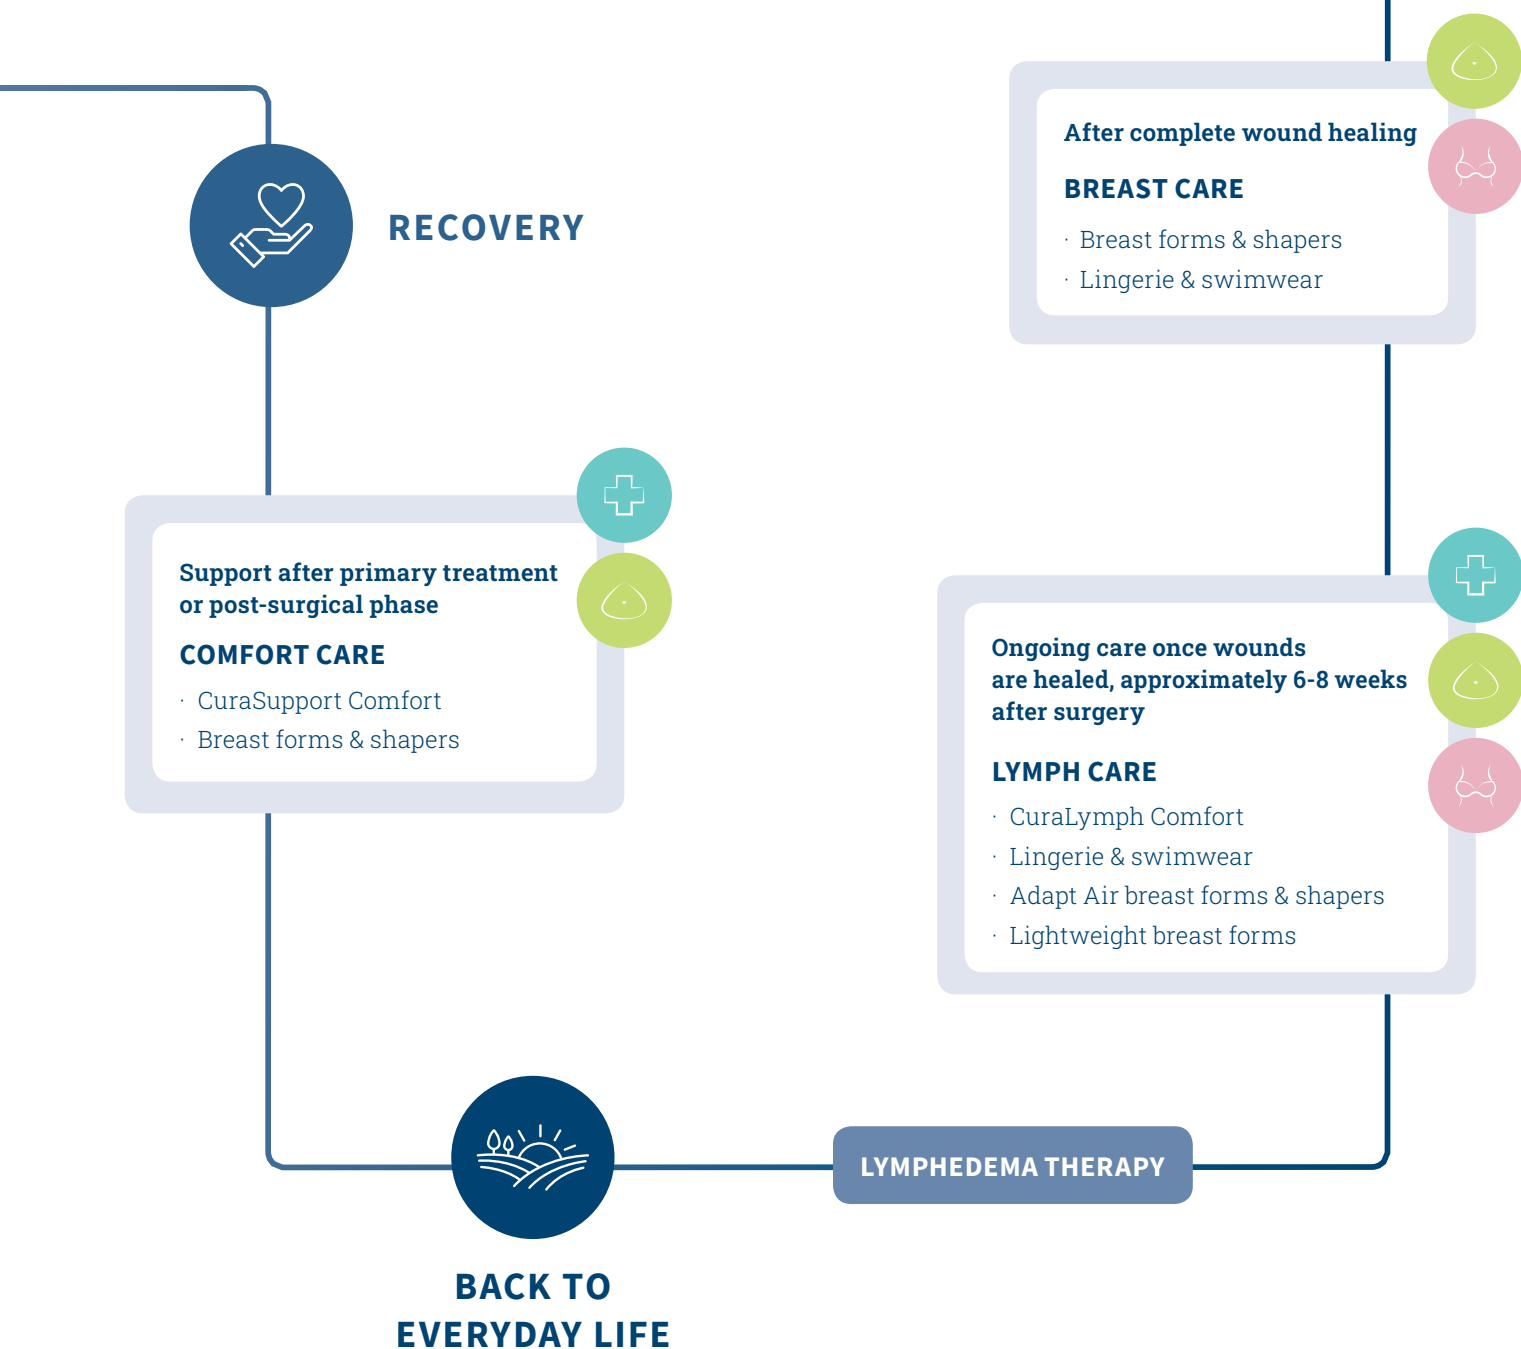 RECOVERY
Support after primary treatment
or post-surgical phase
COMFORT CARE
· CuraSupport Comfort
· Breast forms & shapers
BACK TO
EVERYDAY LIFE
LYMPHEDEMA THERAPY
Ongoing care once wounds
are healed, approximately 6-8 weeks
after surgery
LYMPH CARE
· CuraLymph Comfort
· Lingerie & swimwear
· Adapt Air breast forms & shapers
· Lightweight breast forms
After complete wound healing
BREAST CARE
· Breast forms & shapers
· Lingerie & swimwear